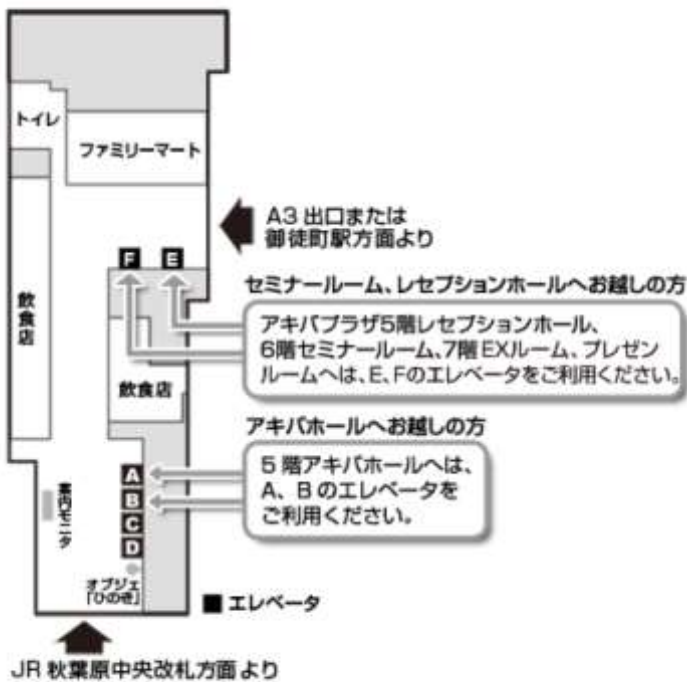 トイレ
ファミリーマート
A3 出口または
御徒町駅方面より
F
E
飲食店
セミナールーム、レセプションホールへお越しの方
アキバプラザ5階レセプションホール、
6階セミナールーム、7階EXルーム、プレゼン
ルームへは、E、Fのエレベータをご利用ください。
飲食店
アキバホールへお越しの方
5 階アキバホールへは、
A、B のエレベータを
ご利用ください。
A
B
C
D
案内モニタ
オブジェ
「ひのき」
■ エレベータ
JR 秋葉原中央改札方面より